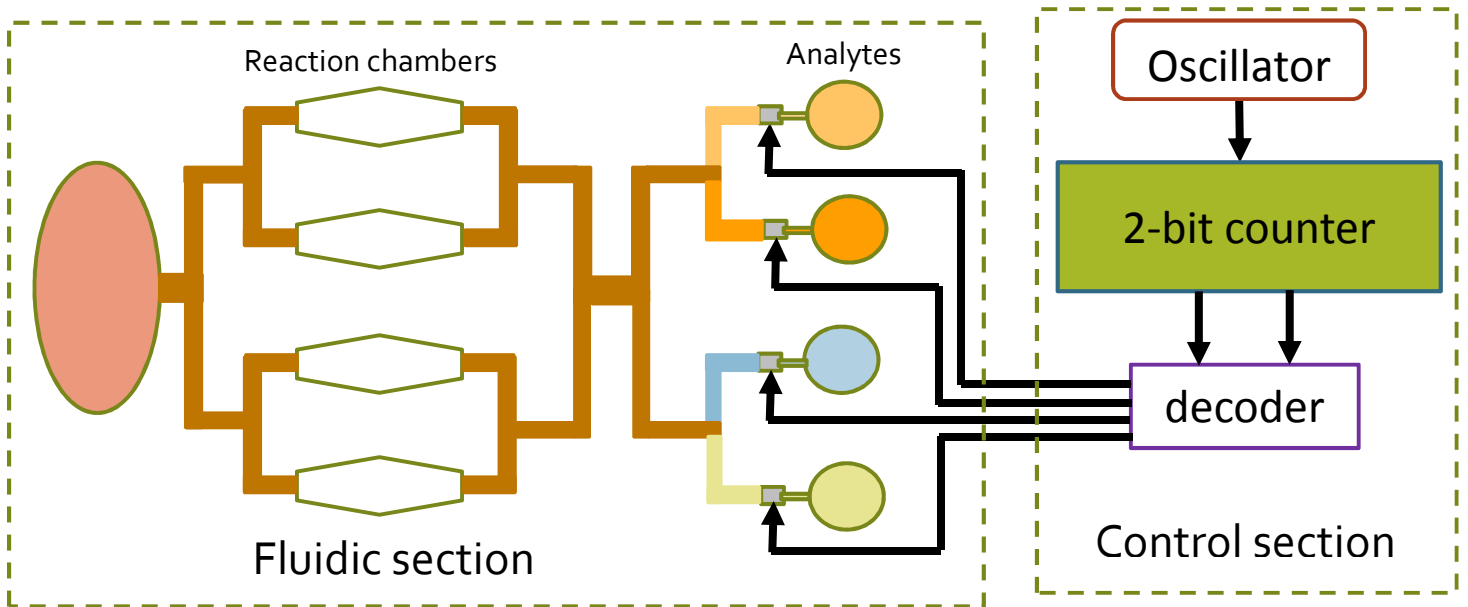 Reaction chambers
Analytes
Fluidic section
Oscillator
2-bit counter
decoder
Control section